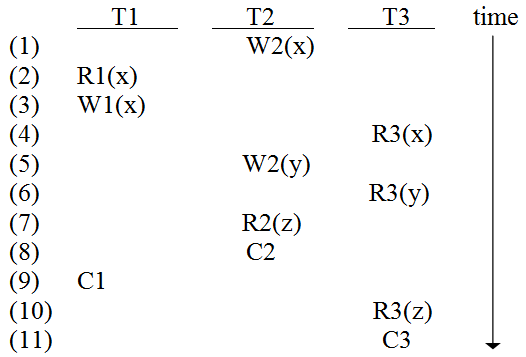 T1 T2 T3 time
(1) W2(x)
(2) R1(x)
(3) W1(x)
(4) R3(x)
(5) W2(y)
(6) R3(y)
(7) R2(z)
(8) C2
(9) C1
(10) R3(z)
(11) C3